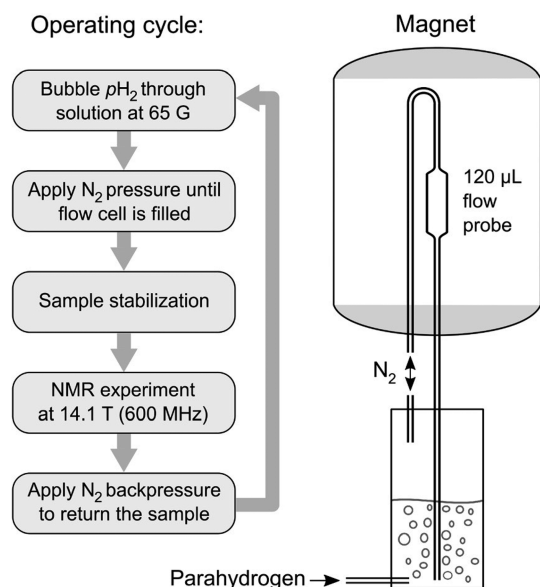 Operating cycle:
Bubble pH₂ through
solution at 65 G
Apply N₂ pressure until
flow cell is filled
Sample stabilization
NMR experiment
at 14.1 T (600 MHz)
Apply N₂ backpressure
to return the sample
Magnet
120 µL
flow
probe
N₂
Parahydrogen